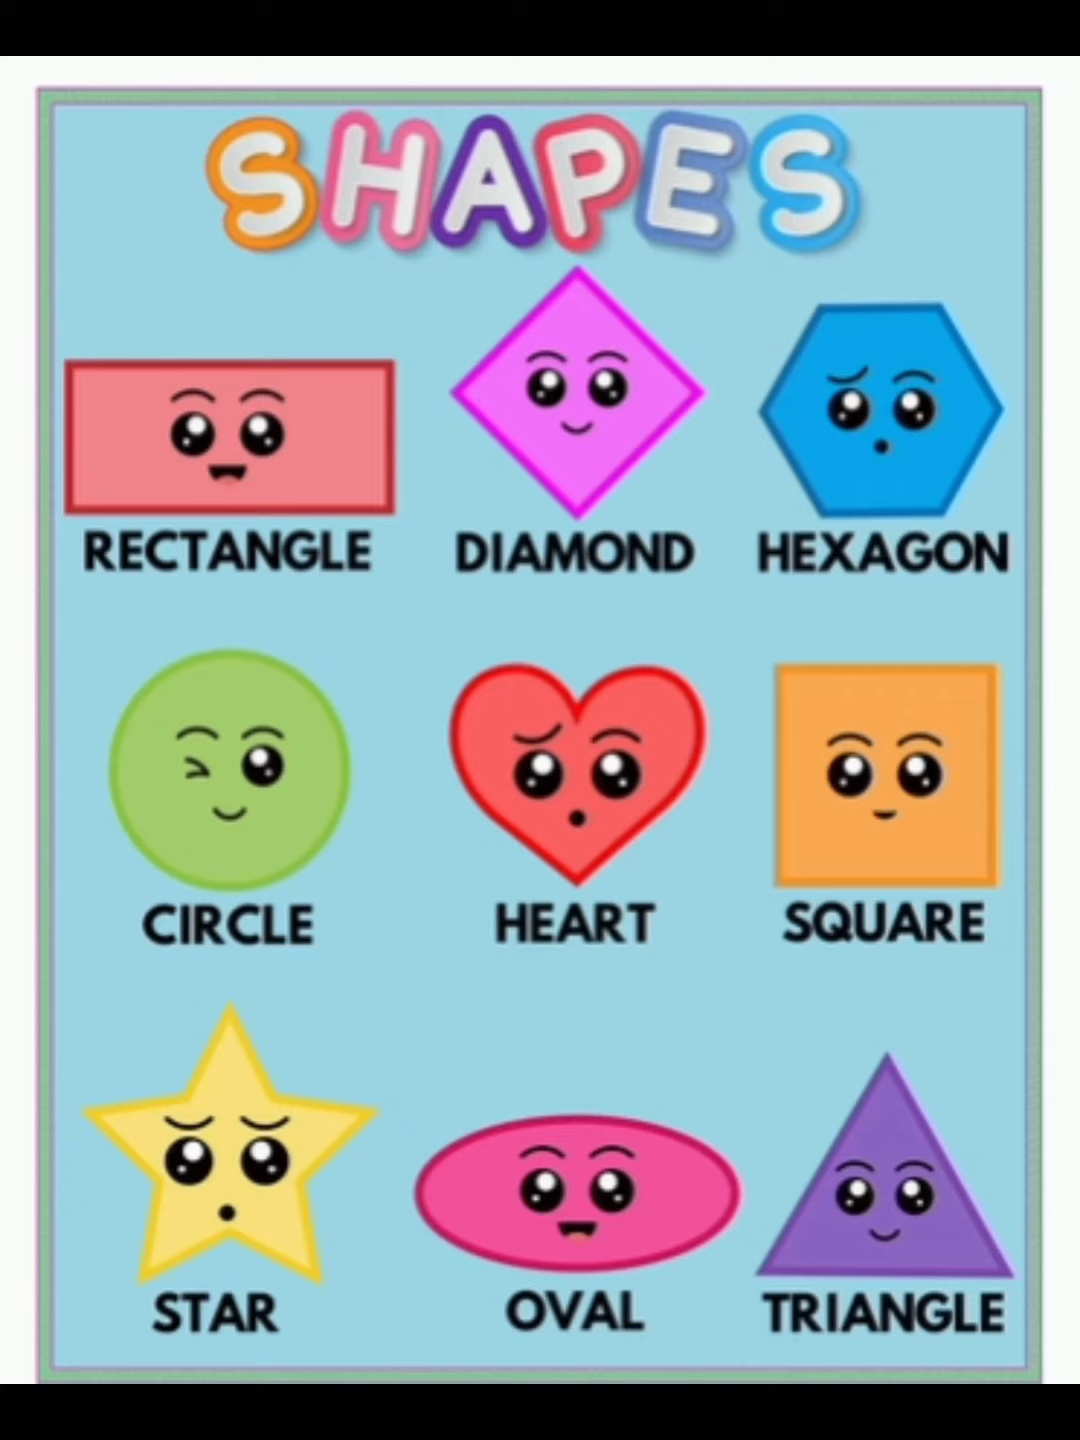 SHAPES
RECTANGLE
DIAMOND
HEXAGON
CIRCLE
HEART
SQUARE
STAR
OVAL
TRIANGLE